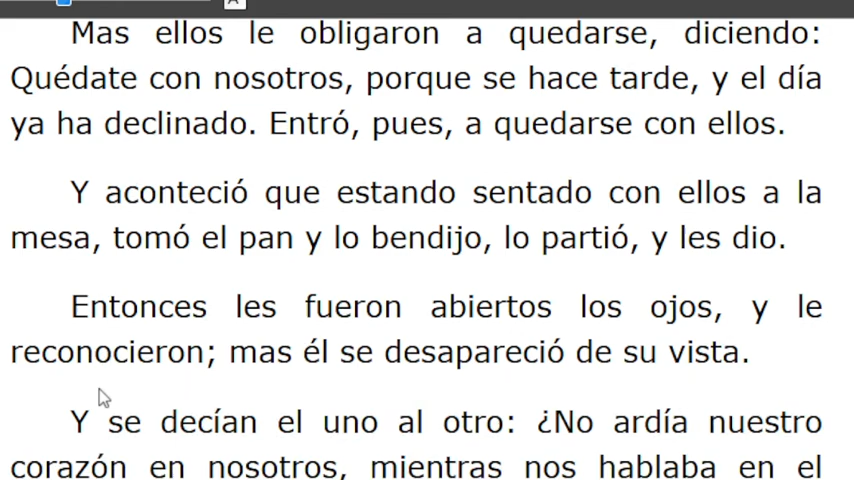 Mas ellos le obligaron a quedarse, diciendo:
Quédate con nosotros, porque se hace tarde, y el día
ya ha declinado. Entró, pues, a quedarse con ellos.
Y aconteció que estando sentado con ellos a la
mesa, tomó el pan y lo bendijo, lo partió, y les dio.
Entonces les fueron abiertos los ojos, y le
reconocieron; mas él se desapareció de su vista.
Y se decían el uno al otro: ¿No ardía nuestro
corazón en nosotros, mientras nos hablaba en el